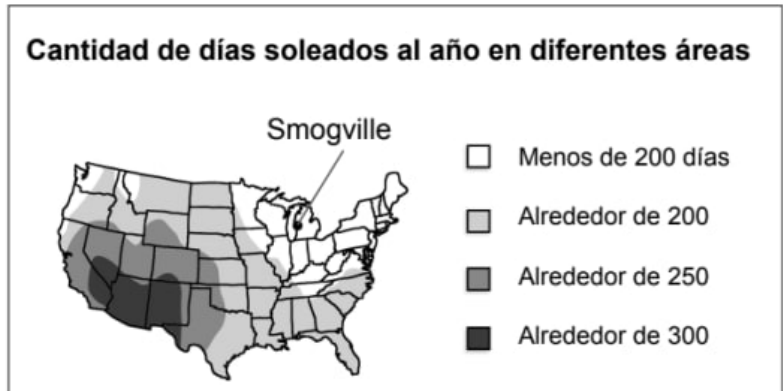 Cantidad de días soleados al año en diferentes áreas
Smogville
Menos de 200 días
Alrededor de 200
Alrededor de 250
Alrededor de 300